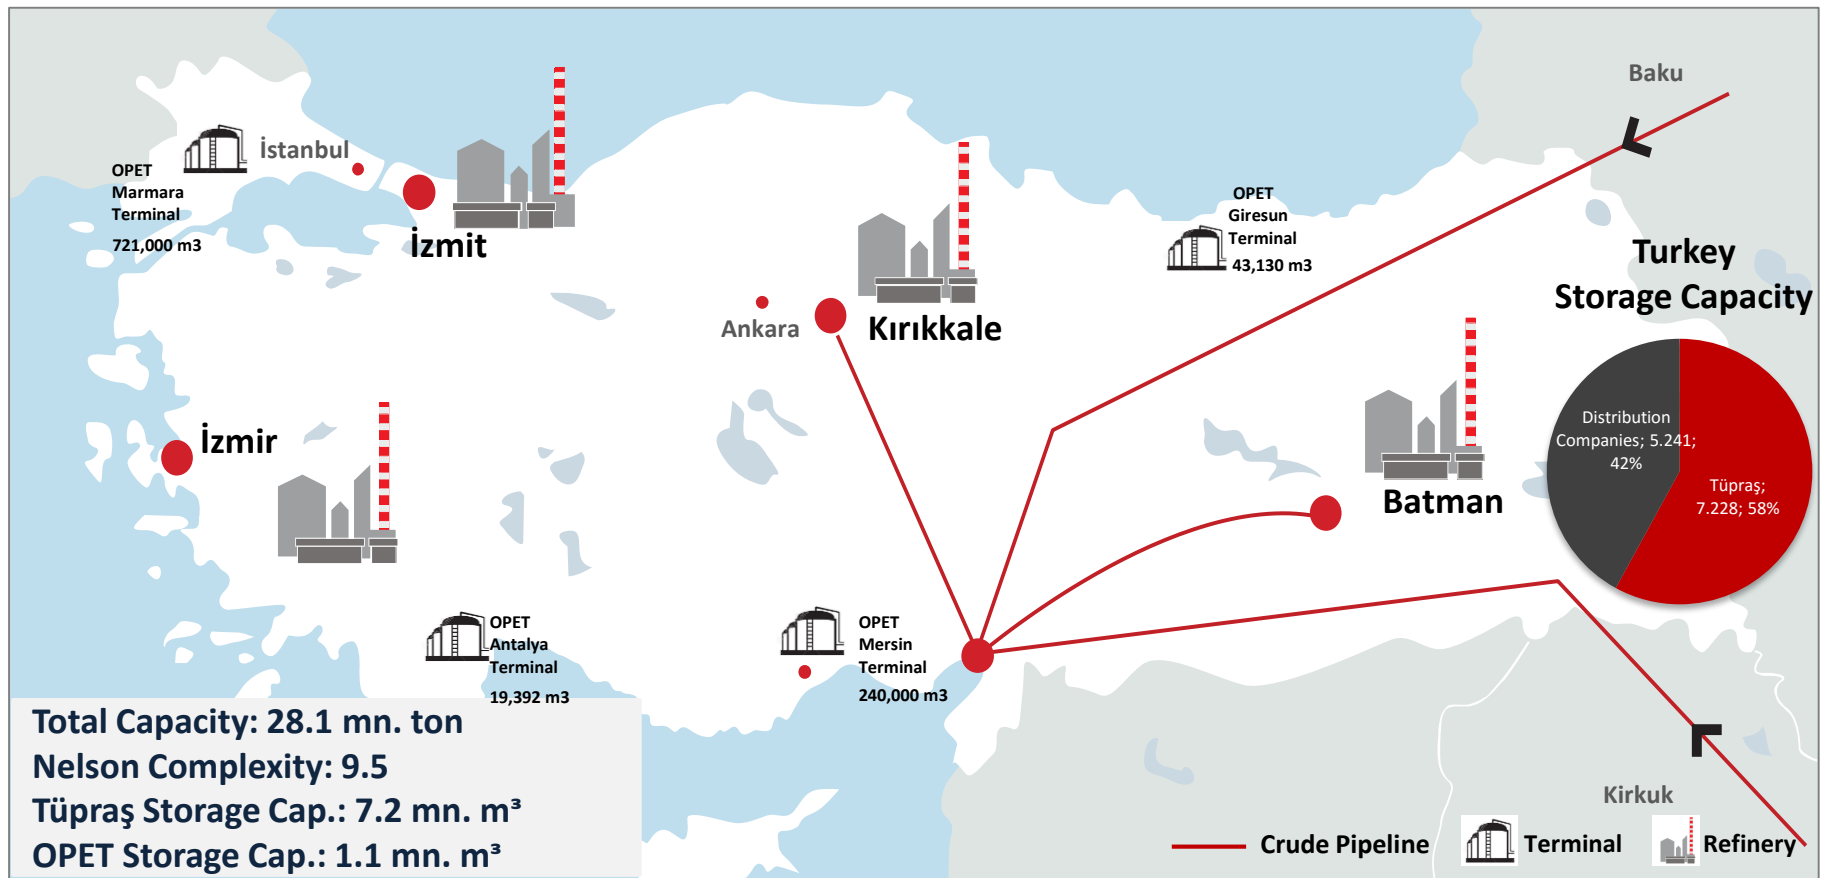 Baku
İstanbul
OPET
Marmara
Terminal
721,000 m3
İzmit
OPET
Giresun
Terminal
43,130 m3
Turkey
Storage Capacity
Ankara
Kırıkkale
Distribution
Companies; 5.241;
42%
Tüpraş;
7.228; 58%
İzmir
Batman
OPET
Antalya
Terminal
19,392 m3
OPET
Mersin
Terminal
240,000 m3
Total Capacity: 28.1 mn. ton
Nelson Complexity: 9.5
Tüpraş Storage Cap.: 7.2 mn. m³
OPET Storage Cap.: 1.1 mn. m³
Kirkuk
Crude Pipeline
Terminal
Refinery